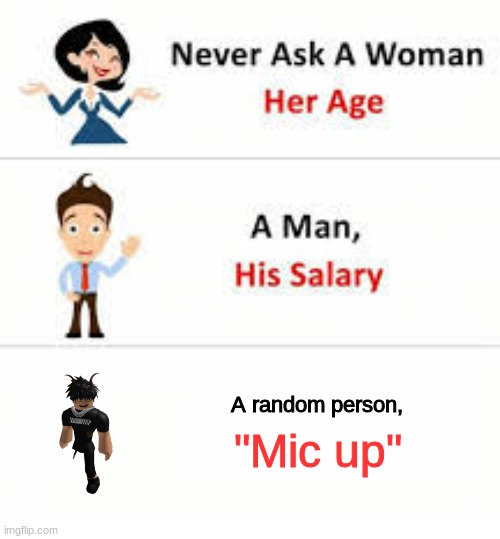 Never Ask A Woman
Her Age
A Man,
His Salary
A random person,
"Mic up"
imgflip.com